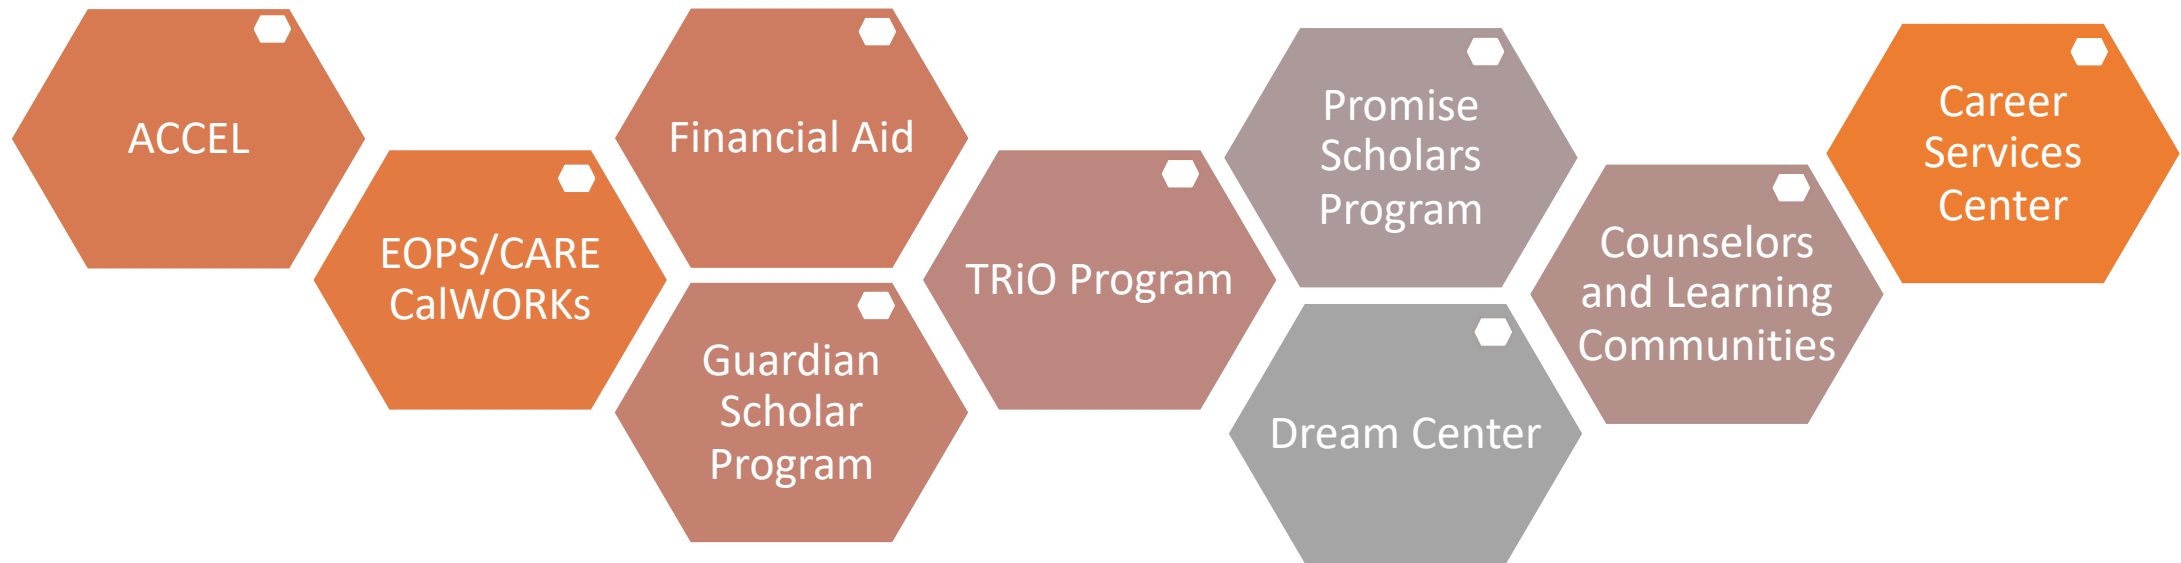 ACCEL
EOPS/CARE
CalWORKs
Financial Aid
Guardian
Scholar
Program
TRiO Program
Promise
Scholars
Program
Dream Center
Counselors
and Learning
Communities
Career
Services
Center